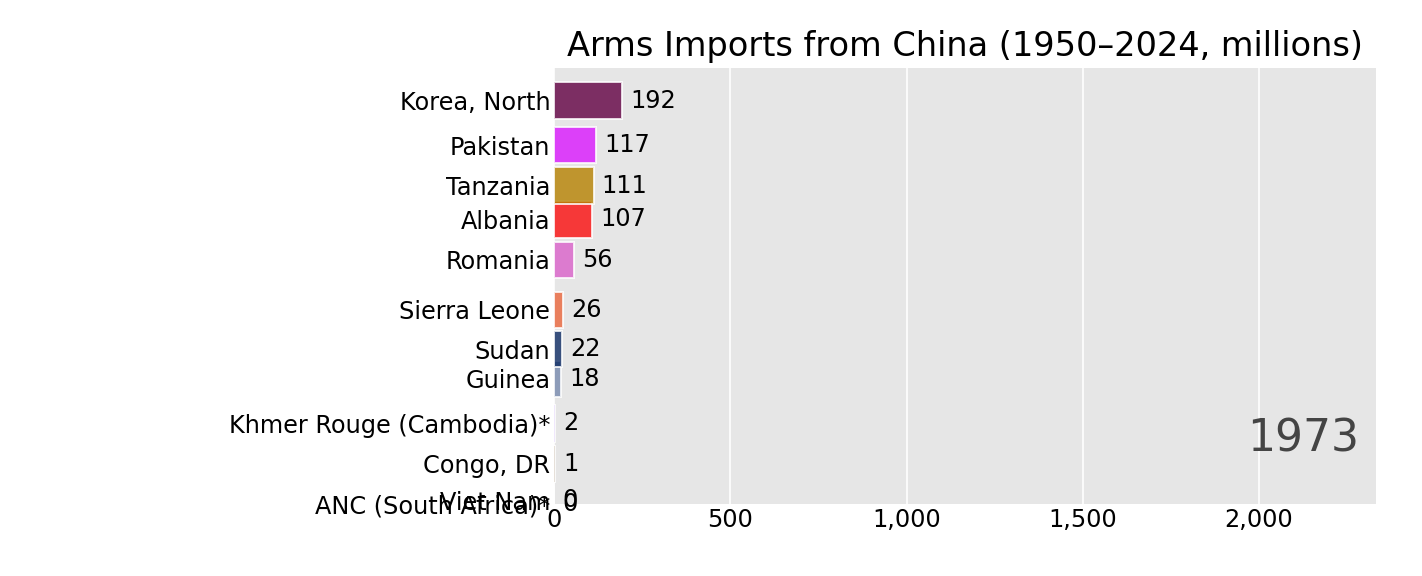 Arms Imports from China (1950–2024, millions)
Korea, North 192
Pakistan 117
Tanzania 111
Albania 107
Romania 56
Sierra Leone 26
Sudan 22
Guinea 18
Khmer Rouge (Cambodia)* 2
1973
Congo, DR 1
Viet Nam 0
ANC (South Africa)* 0
0 500 1,000 1,500 2,000